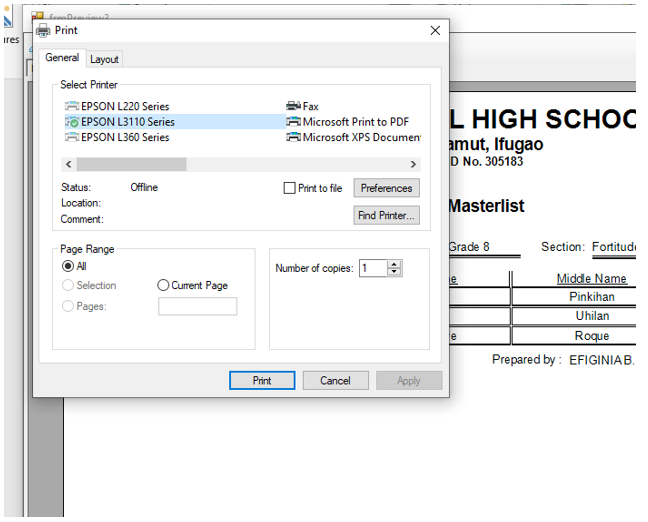 frmPreview2
Print
ures
General
Layout
Select Printer
EPSON L220 Series
Fax
EPSON L3110 Series
Microsoft Print to PDF
EPSON L360 Series
Microsoft XPS Documen
Status: Offline
Print to file
Preferences
Location:
Comment:
Find Printer...
Page Range
All
Selection
Current Page
Pages:
Number of copies: 1
Print
Cancel
Apply
L HIGH SCHOO
amut, Ifugao
D No. 305183
Masterlist
Grade 8 Section: Fortitude
e Middle Name
Pinkihan
Uhilan
e Roque
Prepared by : EFIGINIA B.